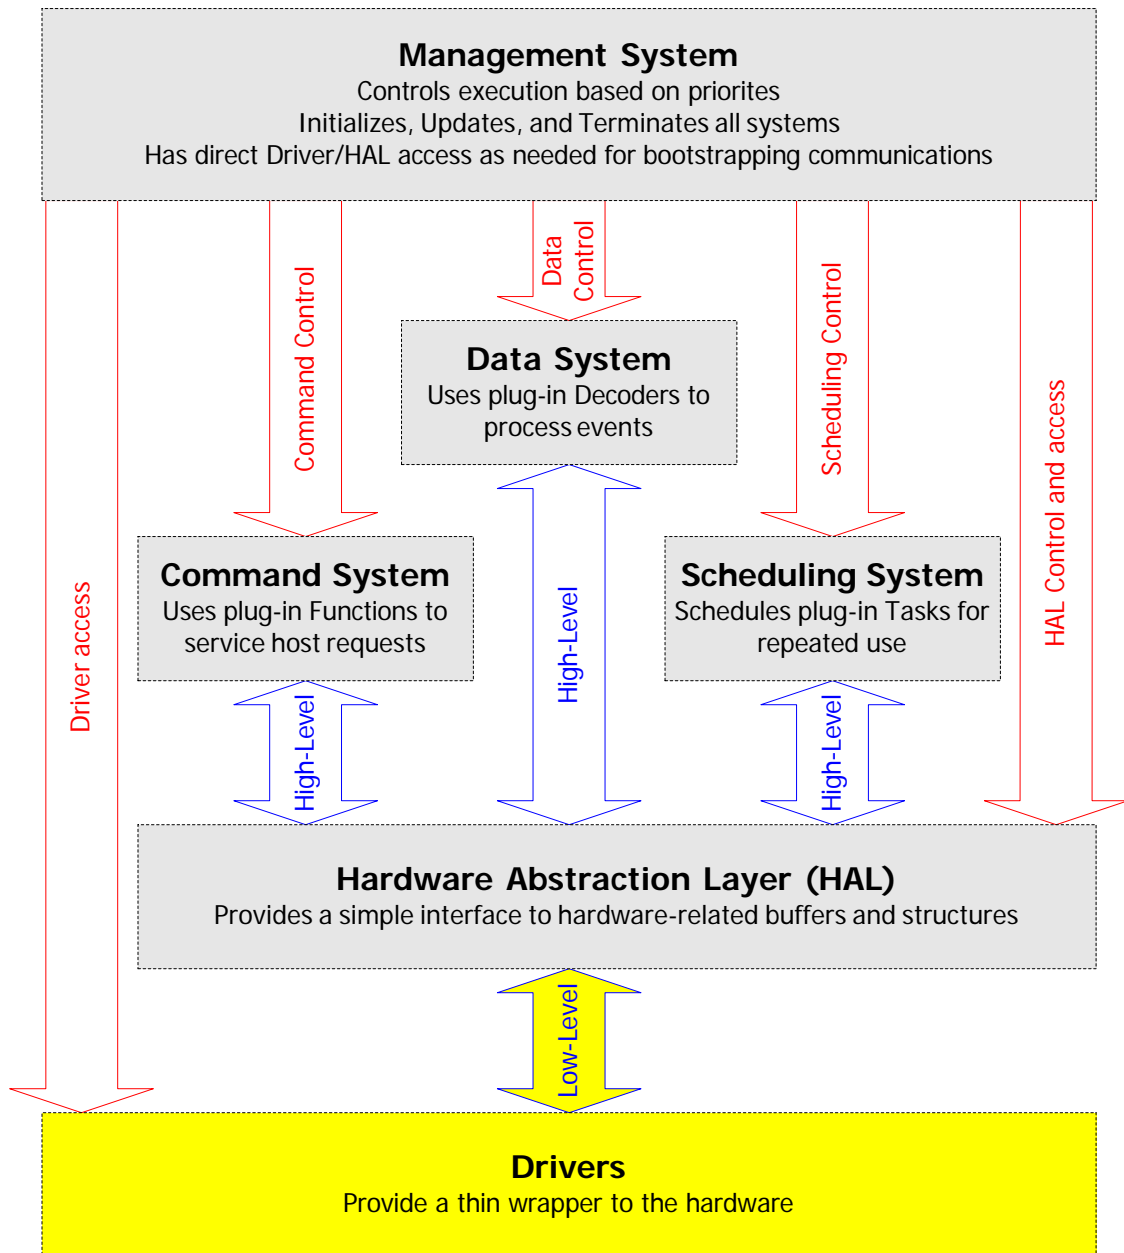 Management System
Controls execution based on priorites
Initializes, Updates, and Terminates all systems
Has direct Driver/HAL access as needed for bootstrapping communications
Driver access
Command Control
Data
Control
Scheduling Control
HAL Control and access
Data System
Uses plug-in Decoders to
process events
Command System
Uses plug-in Functions to
service host requests
Scheduling System
Schedules plug-in Tasks for
repeated use
High-Level
High-Level
High-Level
Hardware Abstraction Layer (HAL)
Provides a simple interface to hardware-related buffers and structures
Low-Level
Drivers
Provide a thin wrapper to the hardware